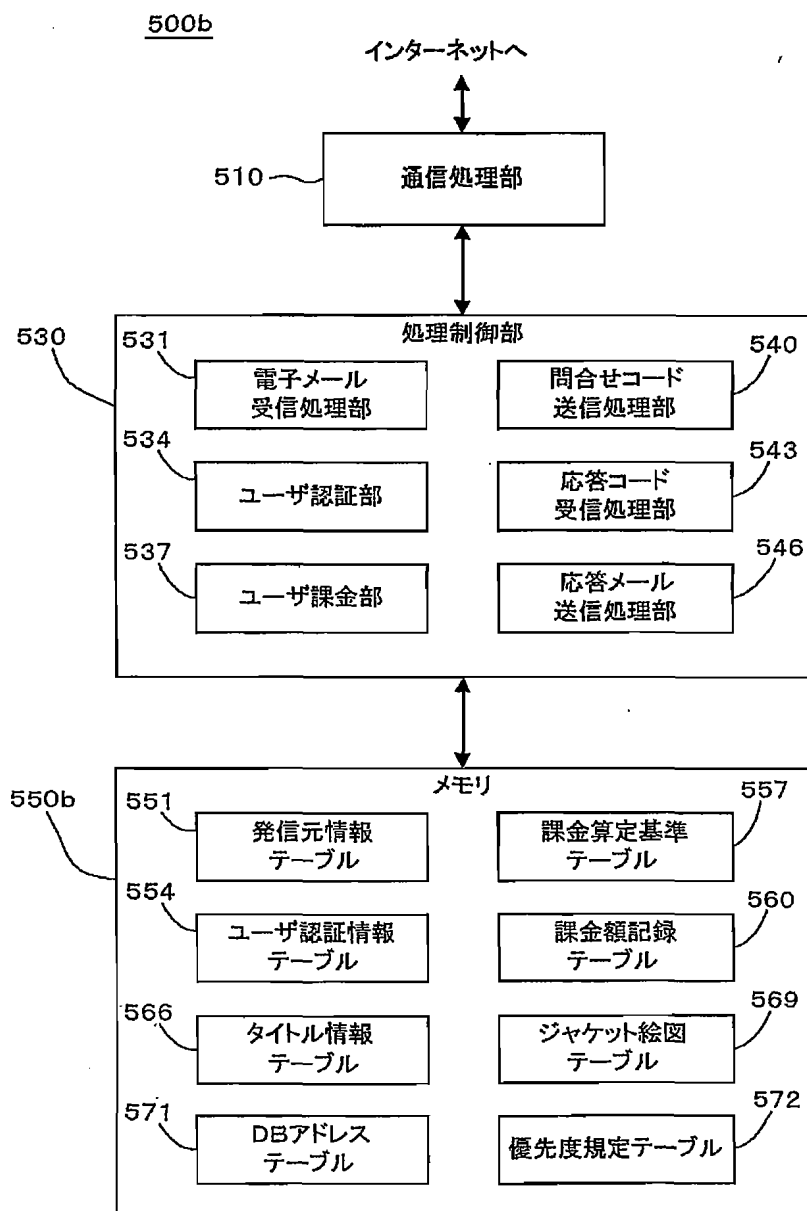 500b
インターネットへ
510
通信処理部
530
処理制御部
531
電子メール
受信処理部
540
問合せコード
送信処理部
534
ユーザ認証部
543
応答コード
受信処理部
537
ユーザ課金部
546
応答メール
送信処理部
550b
メモリ
551
発信元情報
テーブル
557
課金算定基準
テーブル
554
ユーザ認証情報
テーブル
560
課金額記録
テーブル
566
タイトル情報
テーブル
569
ジャケット絵図
テーブル
571
DBアドレス
テーブル
572
優先度規定テーブル